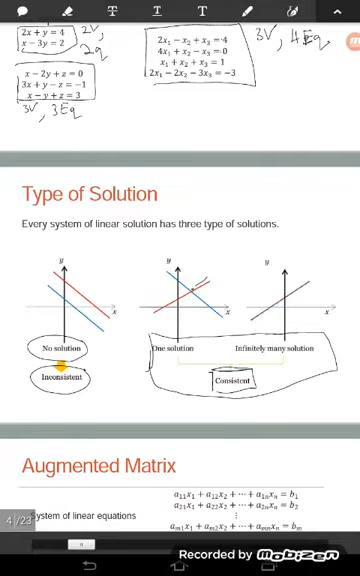 2x + y = 4
x − 3y = 2
2V,
2q
2x₁ − x₂ + x₃ = 4
4x₁ + x₂ − x₃ = 0
x₁ + x₂ + x₃ = 1
2x₁ − 2x₂ − 3x₃ = −3
3V, 4Eq
x − 2y + z = 0
3x + y − z = −1
x − y + z = 3
3V, 3Eq
Type of Solution
Every system of linear solution has three type of solutions.
y
x
y
x
y
x
No solution
One solution
Infinitely many solution
Inconsistent
Consistent
Augmented Matrix
a₁₁x₁ + a₁₂x₂ + ⋯ + a₁ₙxₙ = b₁
a₂₁x₁ + a₂₂x₂ + ⋯ + a₂ₙxₙ = b₂
⋮
aₘ₁x₁ + aₘ₂x₂ + ⋯ + aₘₙxₙ = bₘ
4 / 23
System of linear equations
Recorded by Mobizen